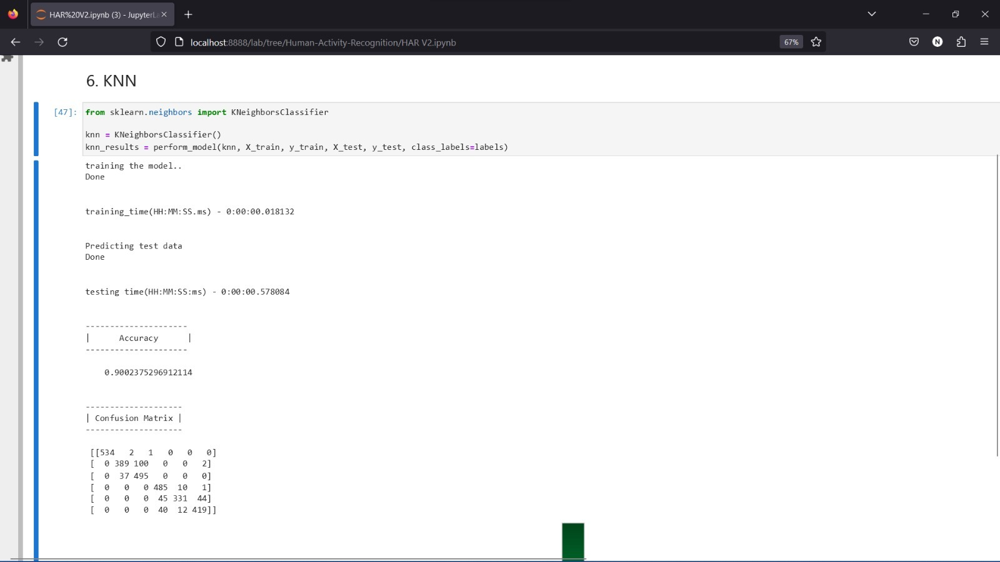 HAR%20V2.ipynb (3) - JupyterL
localhost:8888/lab/tree/Human-Activity-Recognition/HAR V2.ipynb
67%
N
6. KNN
[47]: from sklearn.neighbors import KNeighborsClassifier
knn = KNeighborsClassifier()
knn_results = perform_model(knn, X_train, y_train, X_test, y_test, class_labels=labels)
training the model..
Done
training_time(HH:MM:SS.ms) - 0:00:00.018132
Predicting test data
Done
testing time(HH:MM:SS:ms) - 0:00:00.578084
---------------------
|      Accuracy      |
---------------------
0.9002375296912114
--------------------
| Confusion Matrix |
--------------------
[[534   2   1   0   0   0]
[  0 389 100   0   0   2]
[  0  37 495   0   0   0]
[  0   0   0 485  10   1]
[  0   0   0  45 331  44]
[  0   0   0  40  12 419]]